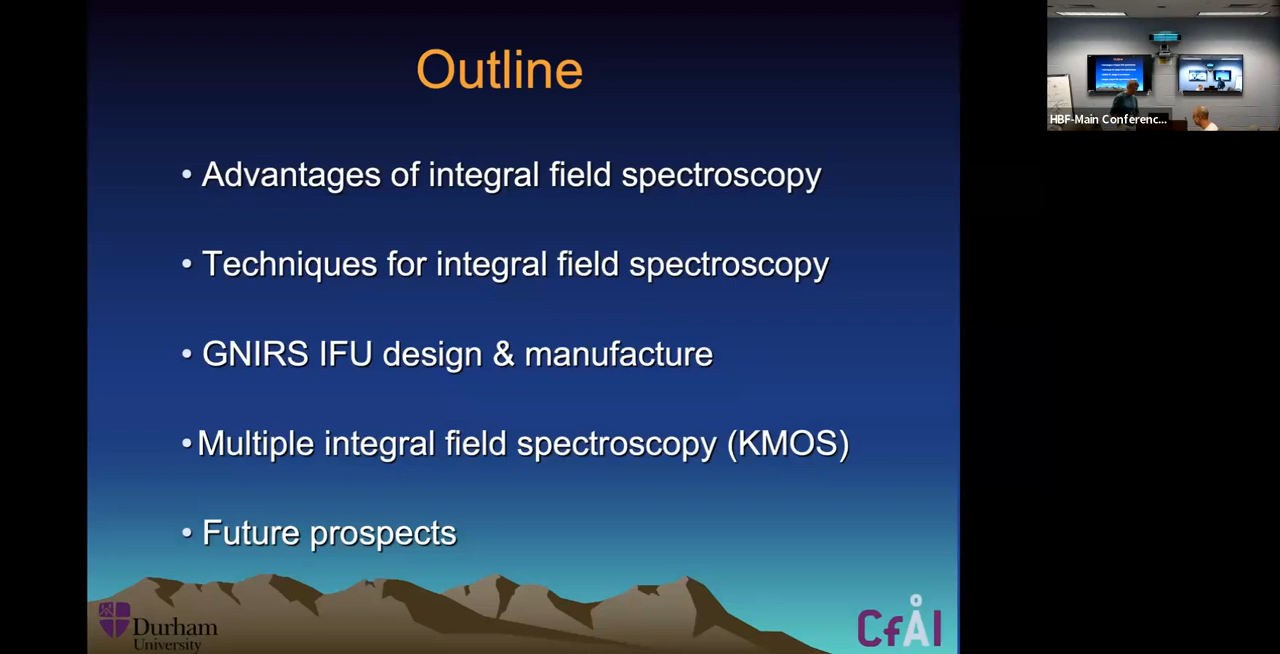 Outline
• Advantages of integral field spectroscopy
• Techniques for integral field spectroscopy
• GNIRS IFU design & manufacture
• Multiple integral field spectroscopy (KMOS)
• Future prospects
Durham
University
CfÅI
HBF-Main Conferenc...